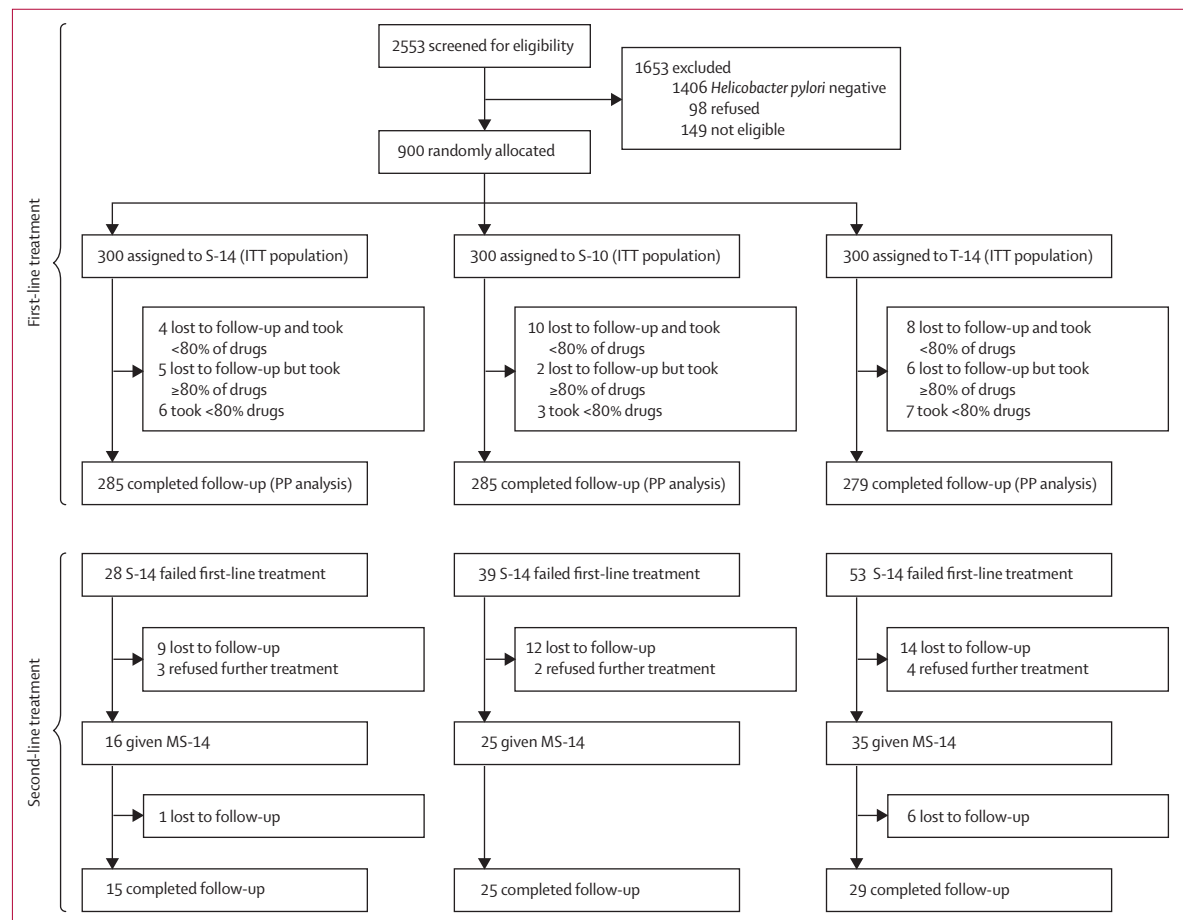 2553 screened for eligibility
1653 excluded
1406 Helicobacter pylori negative
98 refused
149 not eligible
900 randomly allocated
First-line treatment
300 assigned to S-14 (ITT population)
300 assigned to S-10 (ITT population)
300 assigned to T-14 (ITT population)
4 lost to follow-up and took
<80% of drugs
5 lost to follow-up but took
≥80% of drugs
6 took <80% drugs
10 lost to follow-up and took
<80% of drugs
2 lost to follow-up but took
≥80% of drugs
3 took <80% drugs
8 lost to follow-up and took
<80% of drugs
6 lost to follow-up but took
≥80% of drugs
7 took <80% drugs
285 completed follow-up (PP analysis)
285 completed follow-up (PP analysis)
279 completed follow-up (PP analysis)
Second-line treatment
28 S-14 failed first-line treatment
39 S-14 failed first-line treatment
53 S-14 failed first-line treatment
9 lost to follow-up
3 refused further treatment
12 lost to follow-up
2 refused further treatment
14 lost to follow-up
4 refused further treatment
16 given MS-14
25 given MS-14
35 given MS-14
1 lost to follow-up
6 lost to follow-up
15 completed follow-up
25 completed follow-up
29 completed follow-up